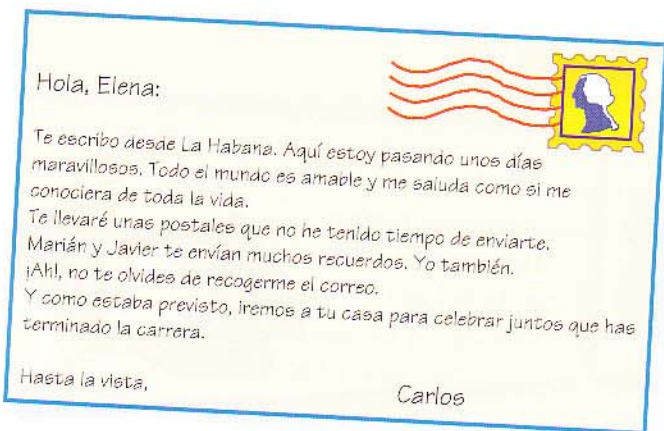 Hola, Elena:
Te escribo desde La Habana. Aquí estoy pasando unos días
maravillosos. Todo el mundo es amable y me saluda como si me
conociera de toda la vida.
Te llevaré unas postales que no he tenido tiempo de enviarte.
Marián y Javier te envían muchos recuerdos. Yo también.
¡Ah!, no te olvides de recogerme el correo.
Y como estaba previsto, iremos a tu casa para celebrar juntos que has
terminado la carrera.
Hasta la vista,
Carlos